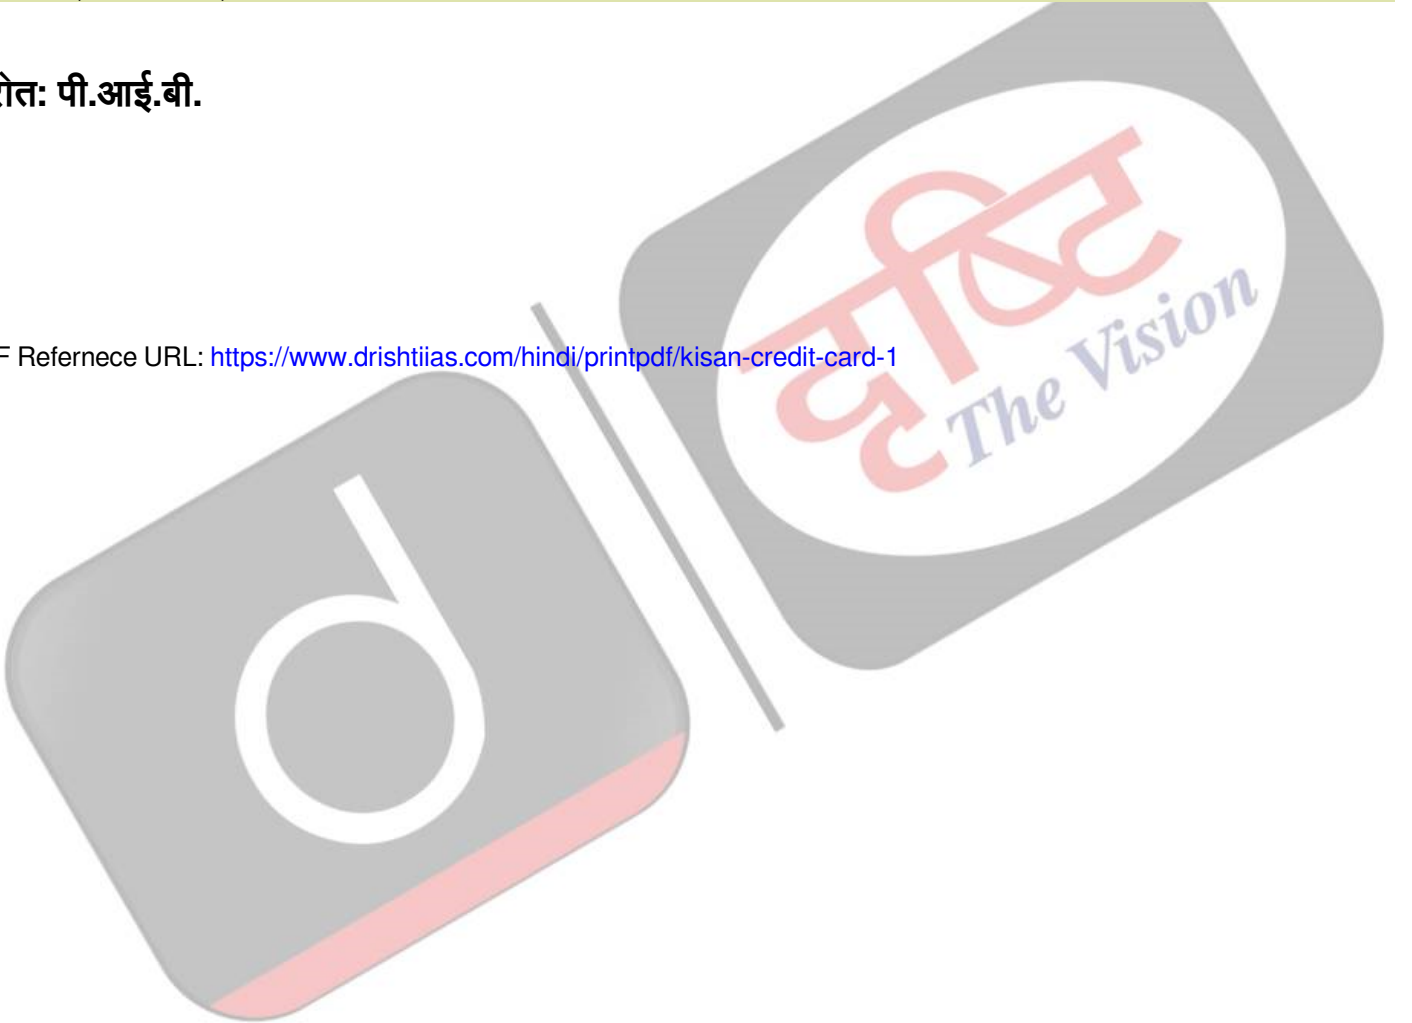 रोत: पी.आई.बी.
F Refernece URL: https://www.drishtiias.com/hindi/printpdf/kisan-credit-card-1
दृष्टि
The Vision
d